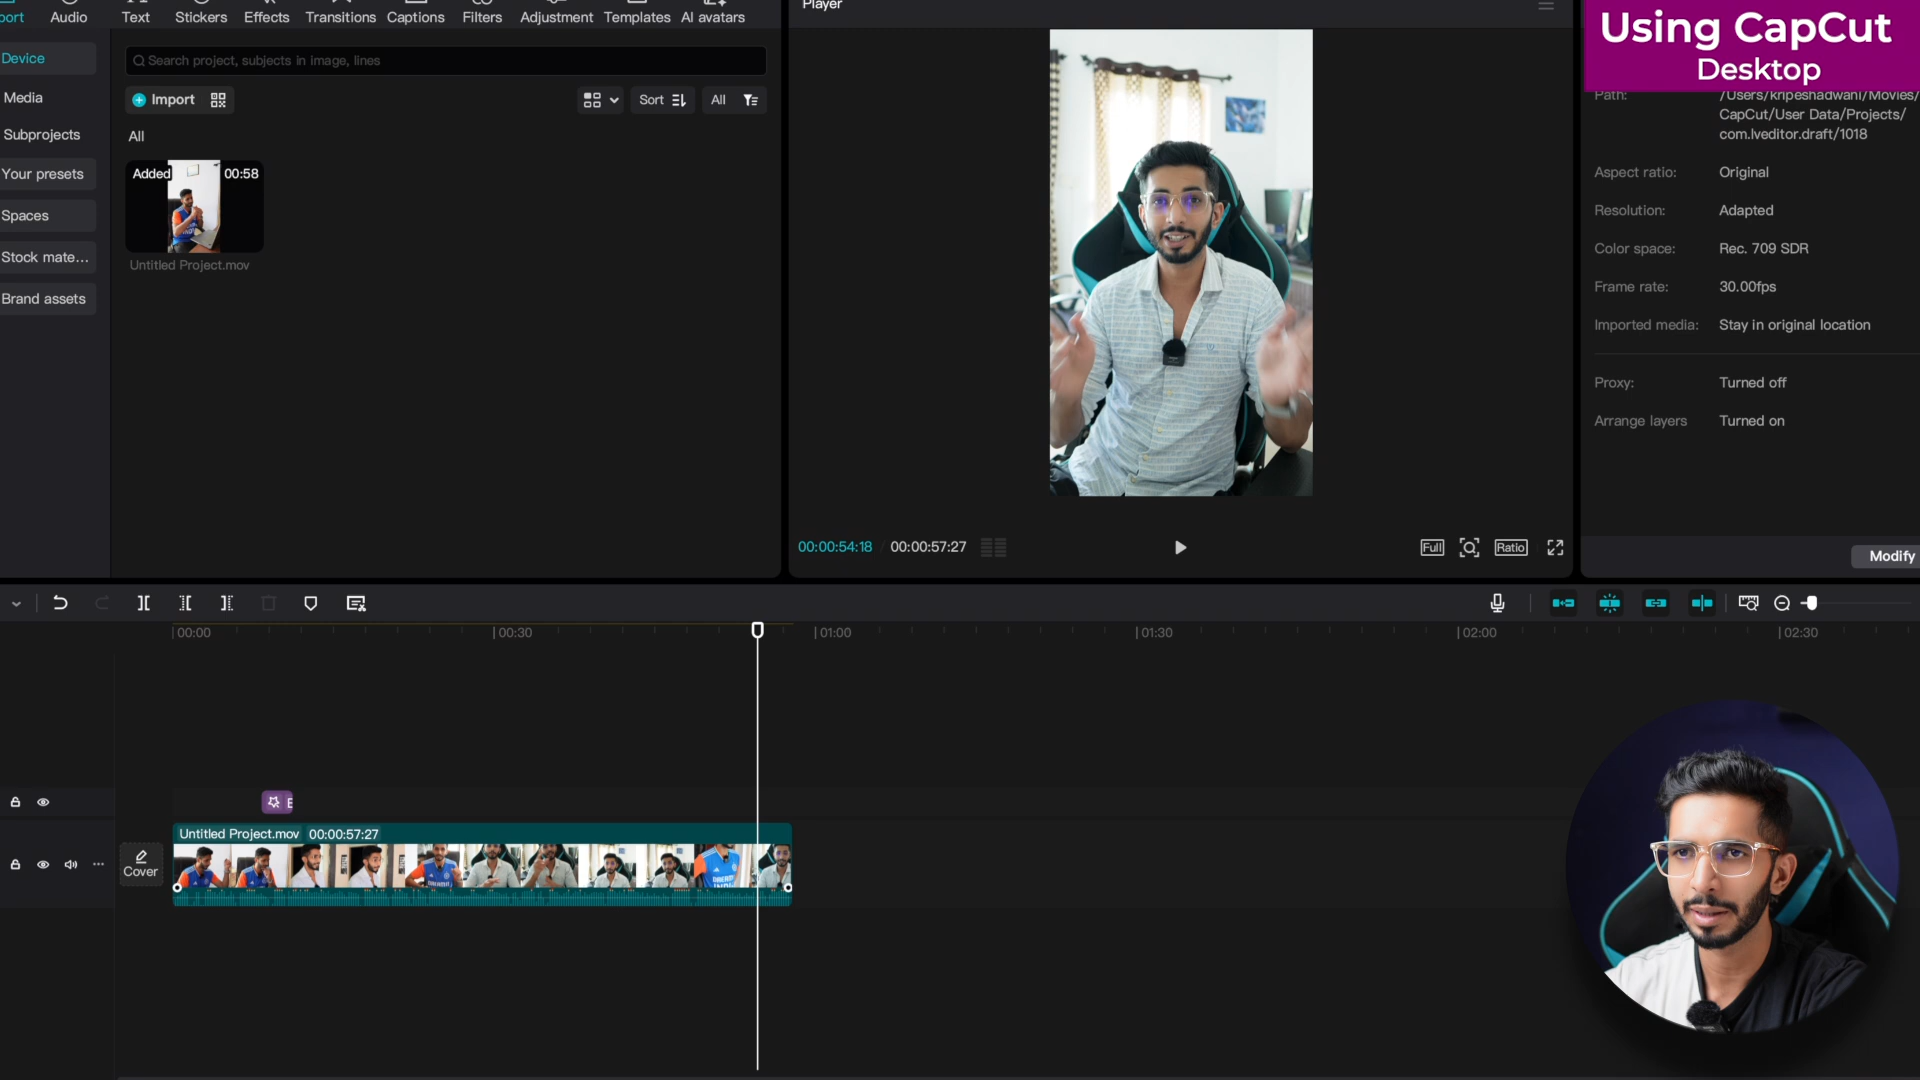 ort
Audio
Text
Stickers
Effects
Transitions
Captions
Filters
Adjustment
Templates
AI avatars
Player
Using CapCut
Desktop
Device
Media
Subprojects
Your presets
Spaces
Stock mate...
Brand assets
Search project, subjects in image, lines
Import
Sort
All
All
Added
00:58
Untitled Project.mov
Path:
/Users/kripeshadwani/Movies/
CapCut/User Data/Projects/
com.lveditor.draft/1018
Aspect ratio:
Original
Resolution:
Adapted
Color space:
Rec. 709 SDR
Frame rate:
30.00fps
Imported media:
Stay in original location
Proxy:
Turned off
Arrange layers
Turned on
Modify
00:00:54:18
00:00:57:27
Full
Ratio
00:00
00:30
01:00
01:30
02:00
02:30
E
Untitled Project.mov 00:00:57:27
Cover